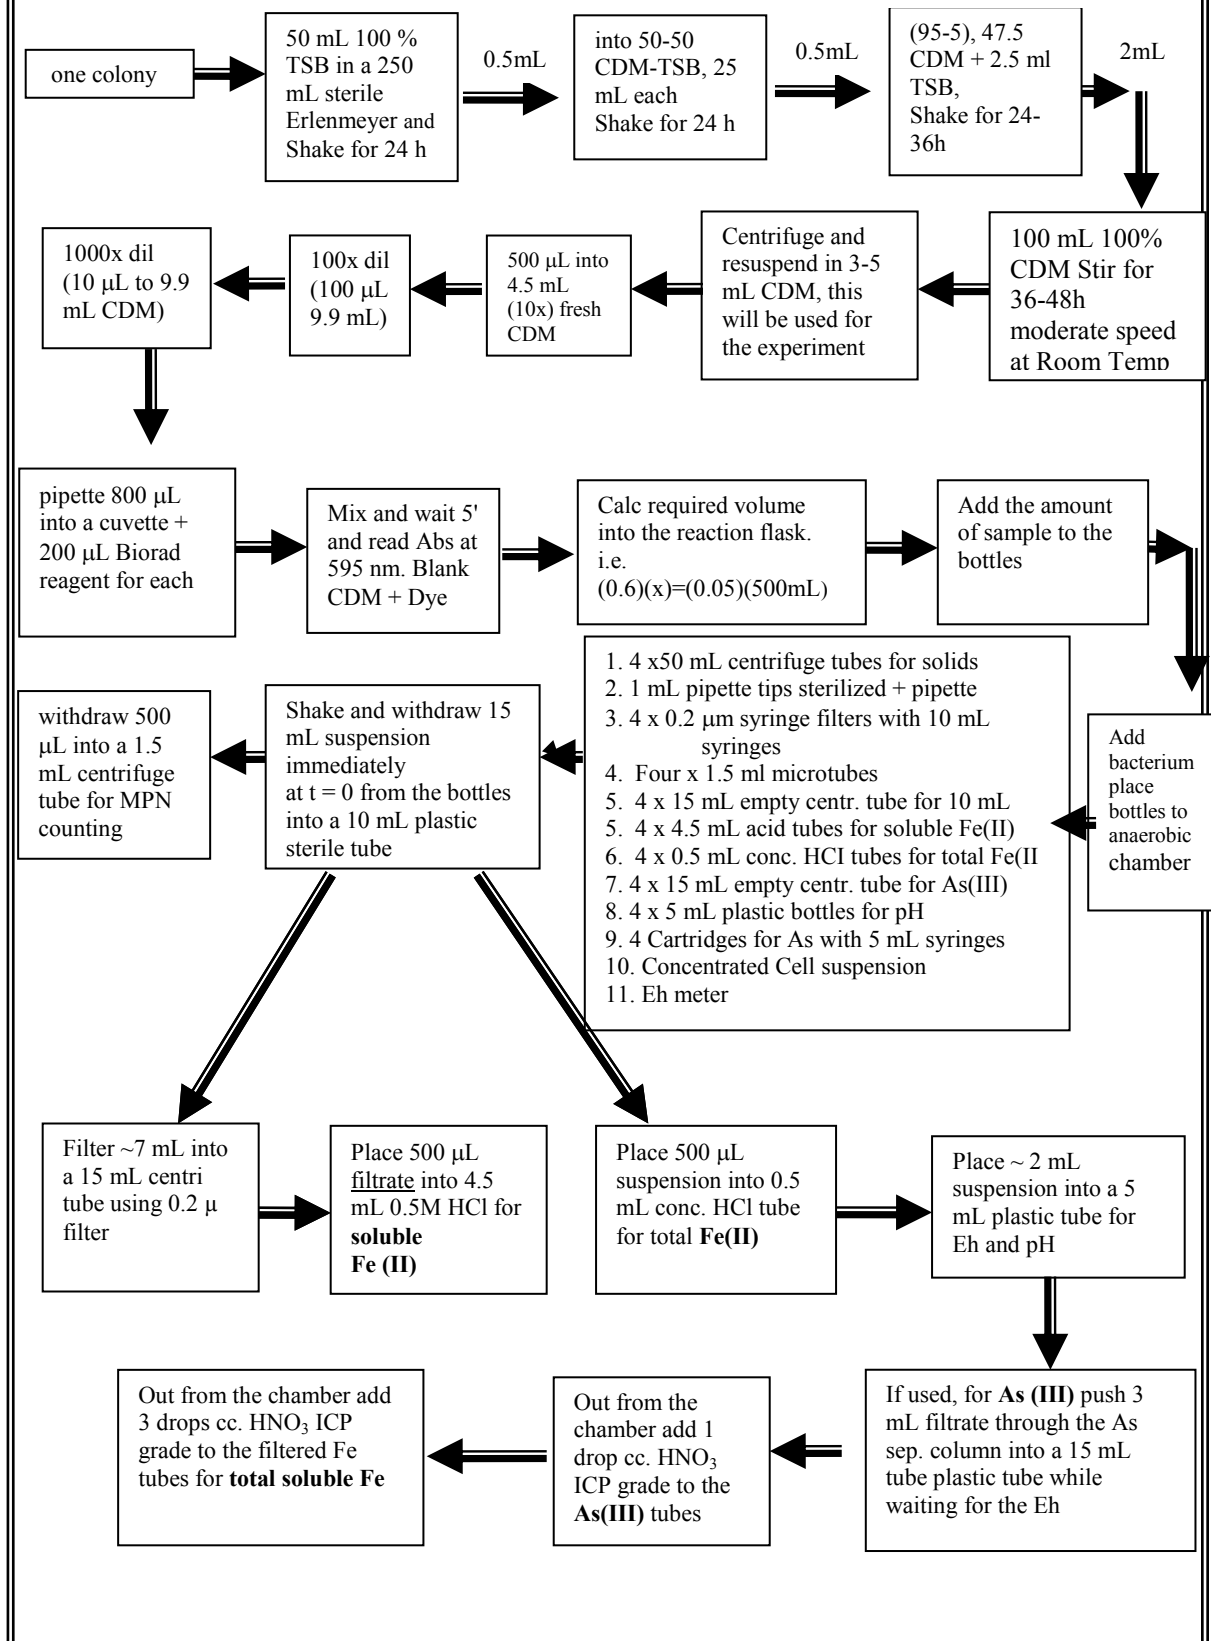 one colony
50 mL 100 %
TSB in a 250
mL sterile
Erlenmeyer and
Shake for 24 h
0.5mL
into 50-50
CDM-TSB, 25
mL each
Shake for 24 h
0.5mL
(95-5), 47.5
CDM + 2.5 ml
TSB,
Shake for 24-
36h
2mL
100 mL 100%
CDM Stir for
36-48h
moderate speed
at Room Temp
Centrifuge and
resuspend in 3-5
mL CDM, this
will be used for
the experiment
500 µL into
4.5 mL
(10x) fresh
CDM
100x dil
(100 µL
9.9 mL)
1000x dil
(10 µL to 9.9
mL CDM)
pipette 800 µL
into a cuvette +
200 µL Biorad
reagent for each
Mix and wait 5'
and read Abs at
595 nm. Blank
CDM + Dye
Calc required volume
into the reaction flask.
i.e.
(0.6)(x)=(0.05)(500mL)
Add the amount
of sample to the
bottles
Add
bacterium
place
bottles to
anaerobic
chamber
1. 4 x50 mL centrifuge tubes for solids
2. 1 mL pipette tips sterilized + pipette
3. 4 x 0.2 µm syringe filters with 10 mL
syringes
4. Four x 1.5 ml microtubes
5. 4 x 15 mL empty centr. tube for 10 mL
5. 4 x 4.5 mL acid tubes for soluble Fe(II)
6. 4 x 0.5 mL conc. HCI tubes for total Fe(II
7. 4 x 15 mL empty centr. tube for As(III)
8. 4 x 5 mL plastic bottles for pH
9. 4 Cartridges for As with 5 mL syringes
10. Concentrated Cell suspension
11. Eh meter
Shake and withdraw 15
mL suspension
immediately
at t = 0 from the bottles
into a 10 mL plastic
sterile tube
withdraw 500
µL into a 1.5
mL centrifuge
tube for MPN
counting
Filter ~7 mL into
a 15 mL centri
tube using 0.2 µ
filter
Place 500 µL
filtrate into 4.5
mL 0.5M HCl for
soluble
Fe (II)
Place 500 µL
suspension into 0.5
mL conc. HCl tube
for total Fe(II)
Place ~ 2 mL
suspension into a 5
mL plastic tube for
Eh and pH
If used, for As (III) push 3
mL filtrate through the As
sep. column into a 15 mL
tube plastic tube while
waiting for the Eh
Out from the
chamber add 1
drop cc. HNO₃
ICP grade to the
As(III) tubes
Out from the chamber add
3 drops cc. HNO₃ ICP
grade to the filtered Fe
tubes for total soluble Fe